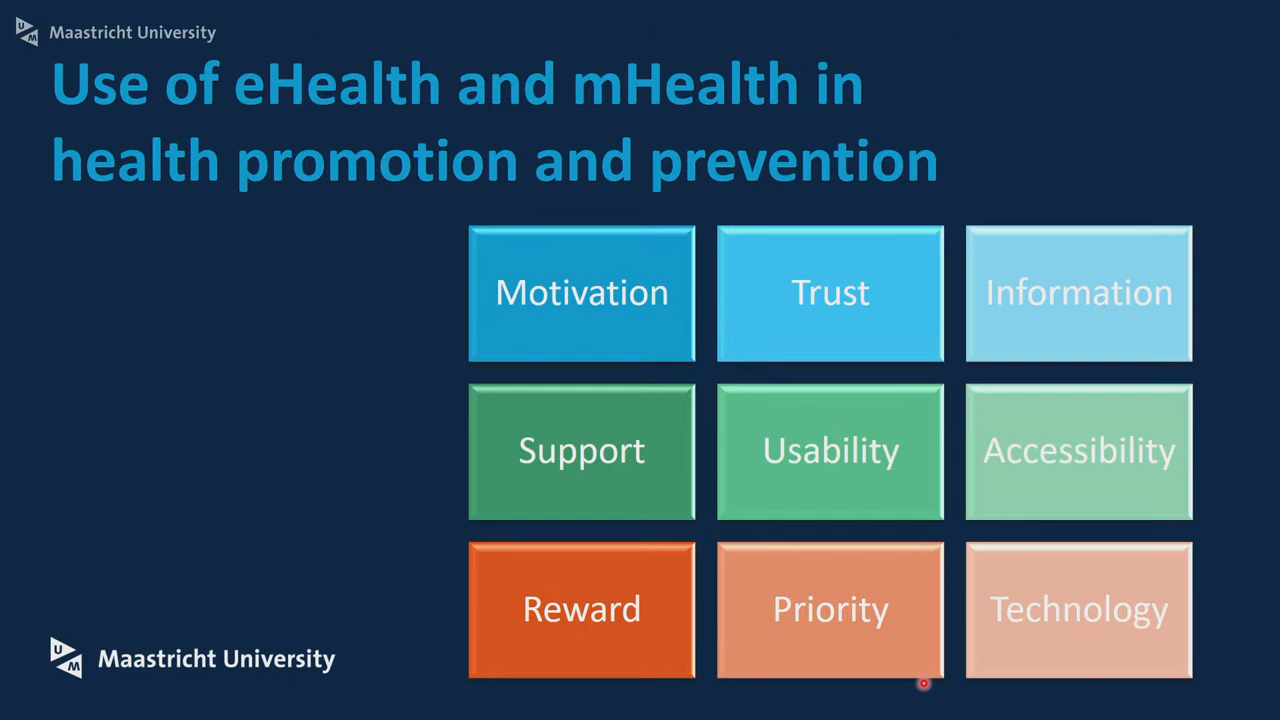 Maastricht University
Use of eHealth and mHealth in
health promotion and prevention
Motivation
Trust
Information
Support
Usability
Accessibility
Reward
Priority
Technology
UM Maastricht University